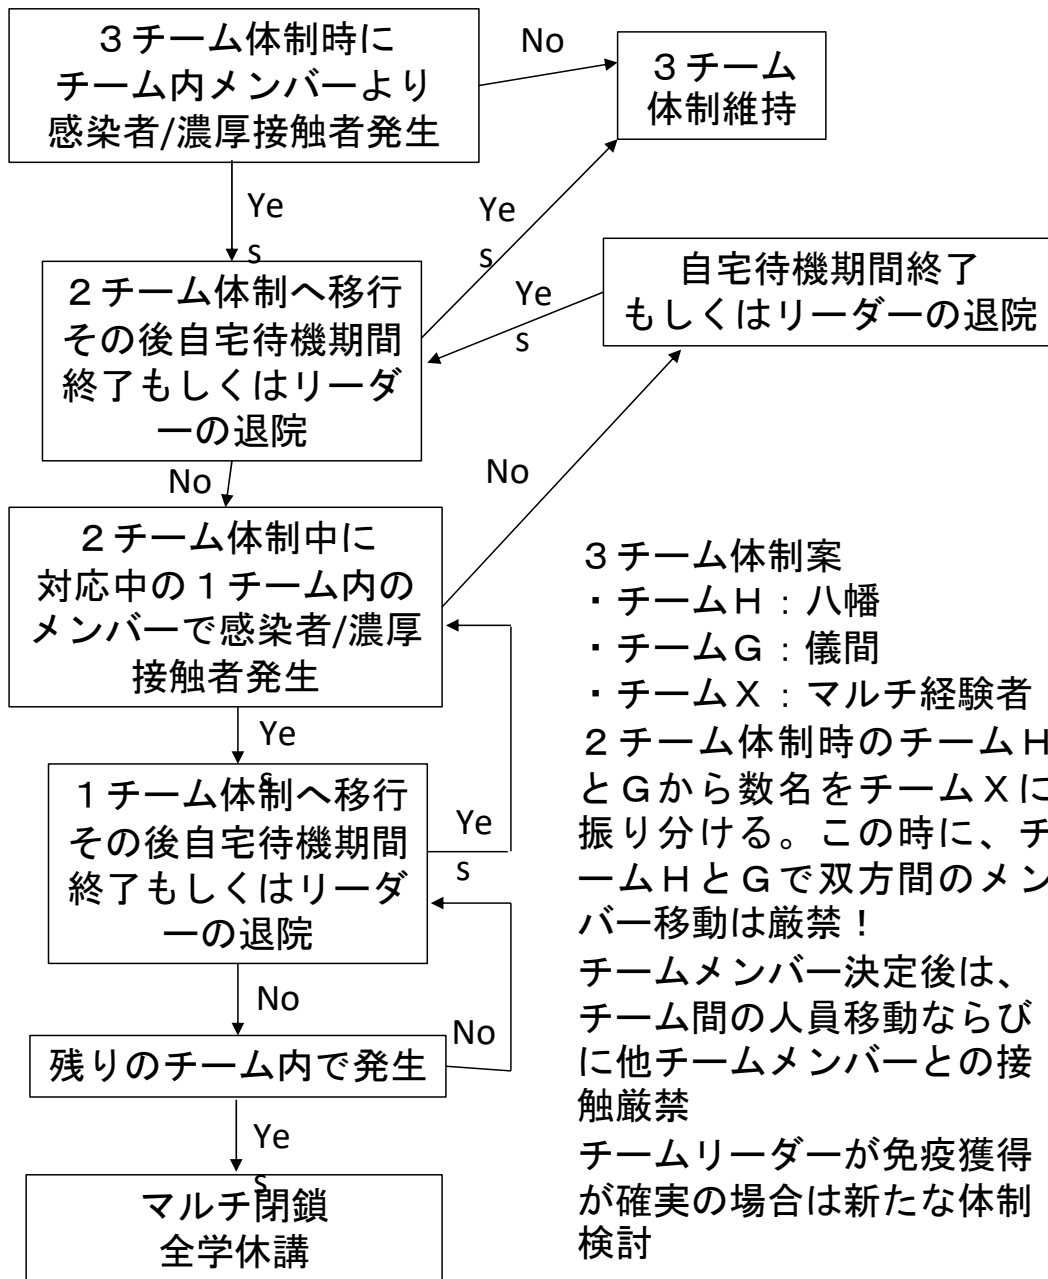 ３チーム体制時に
チーム内メンバーより
感染者/濃厚接触者発生
No
３チーム
体制維持
Ye
s
Ye
s
２チーム体制へ移行
その後自宅待機期間
終了もしくはリーダ
ーの退院
Ye
s
自宅待機期間終了
もしくはリーダーの退院
No
No
２チーム体制中に
対応中の１チーム内の
メンバーで感染者/濃厚
接触者発生
Ye
s
１チーム体制へ移行
その後自宅待機期間
終了もしくはリーダ
ーの退院
Ye
s
No
No
残りのチーム内で発生
Ye
s
マルチ閉鎖
全学休講
３チーム体制案
・チームＨ：八幡
・チームＧ：儀間
・チームＸ：マルチ経験者
２チーム体制時のチームＨ
とＧから数名をチームＸに
振り分ける。この時に、チ
ームＨとＧで双方間のメン
バー移動は厳禁！
チームメンバー決定後は、
チーム間の人員移動ならび
に他チームメンバーとの接
触厳禁
チームリーダーが免疫獲得
が確実の場合は新たな体制
検討